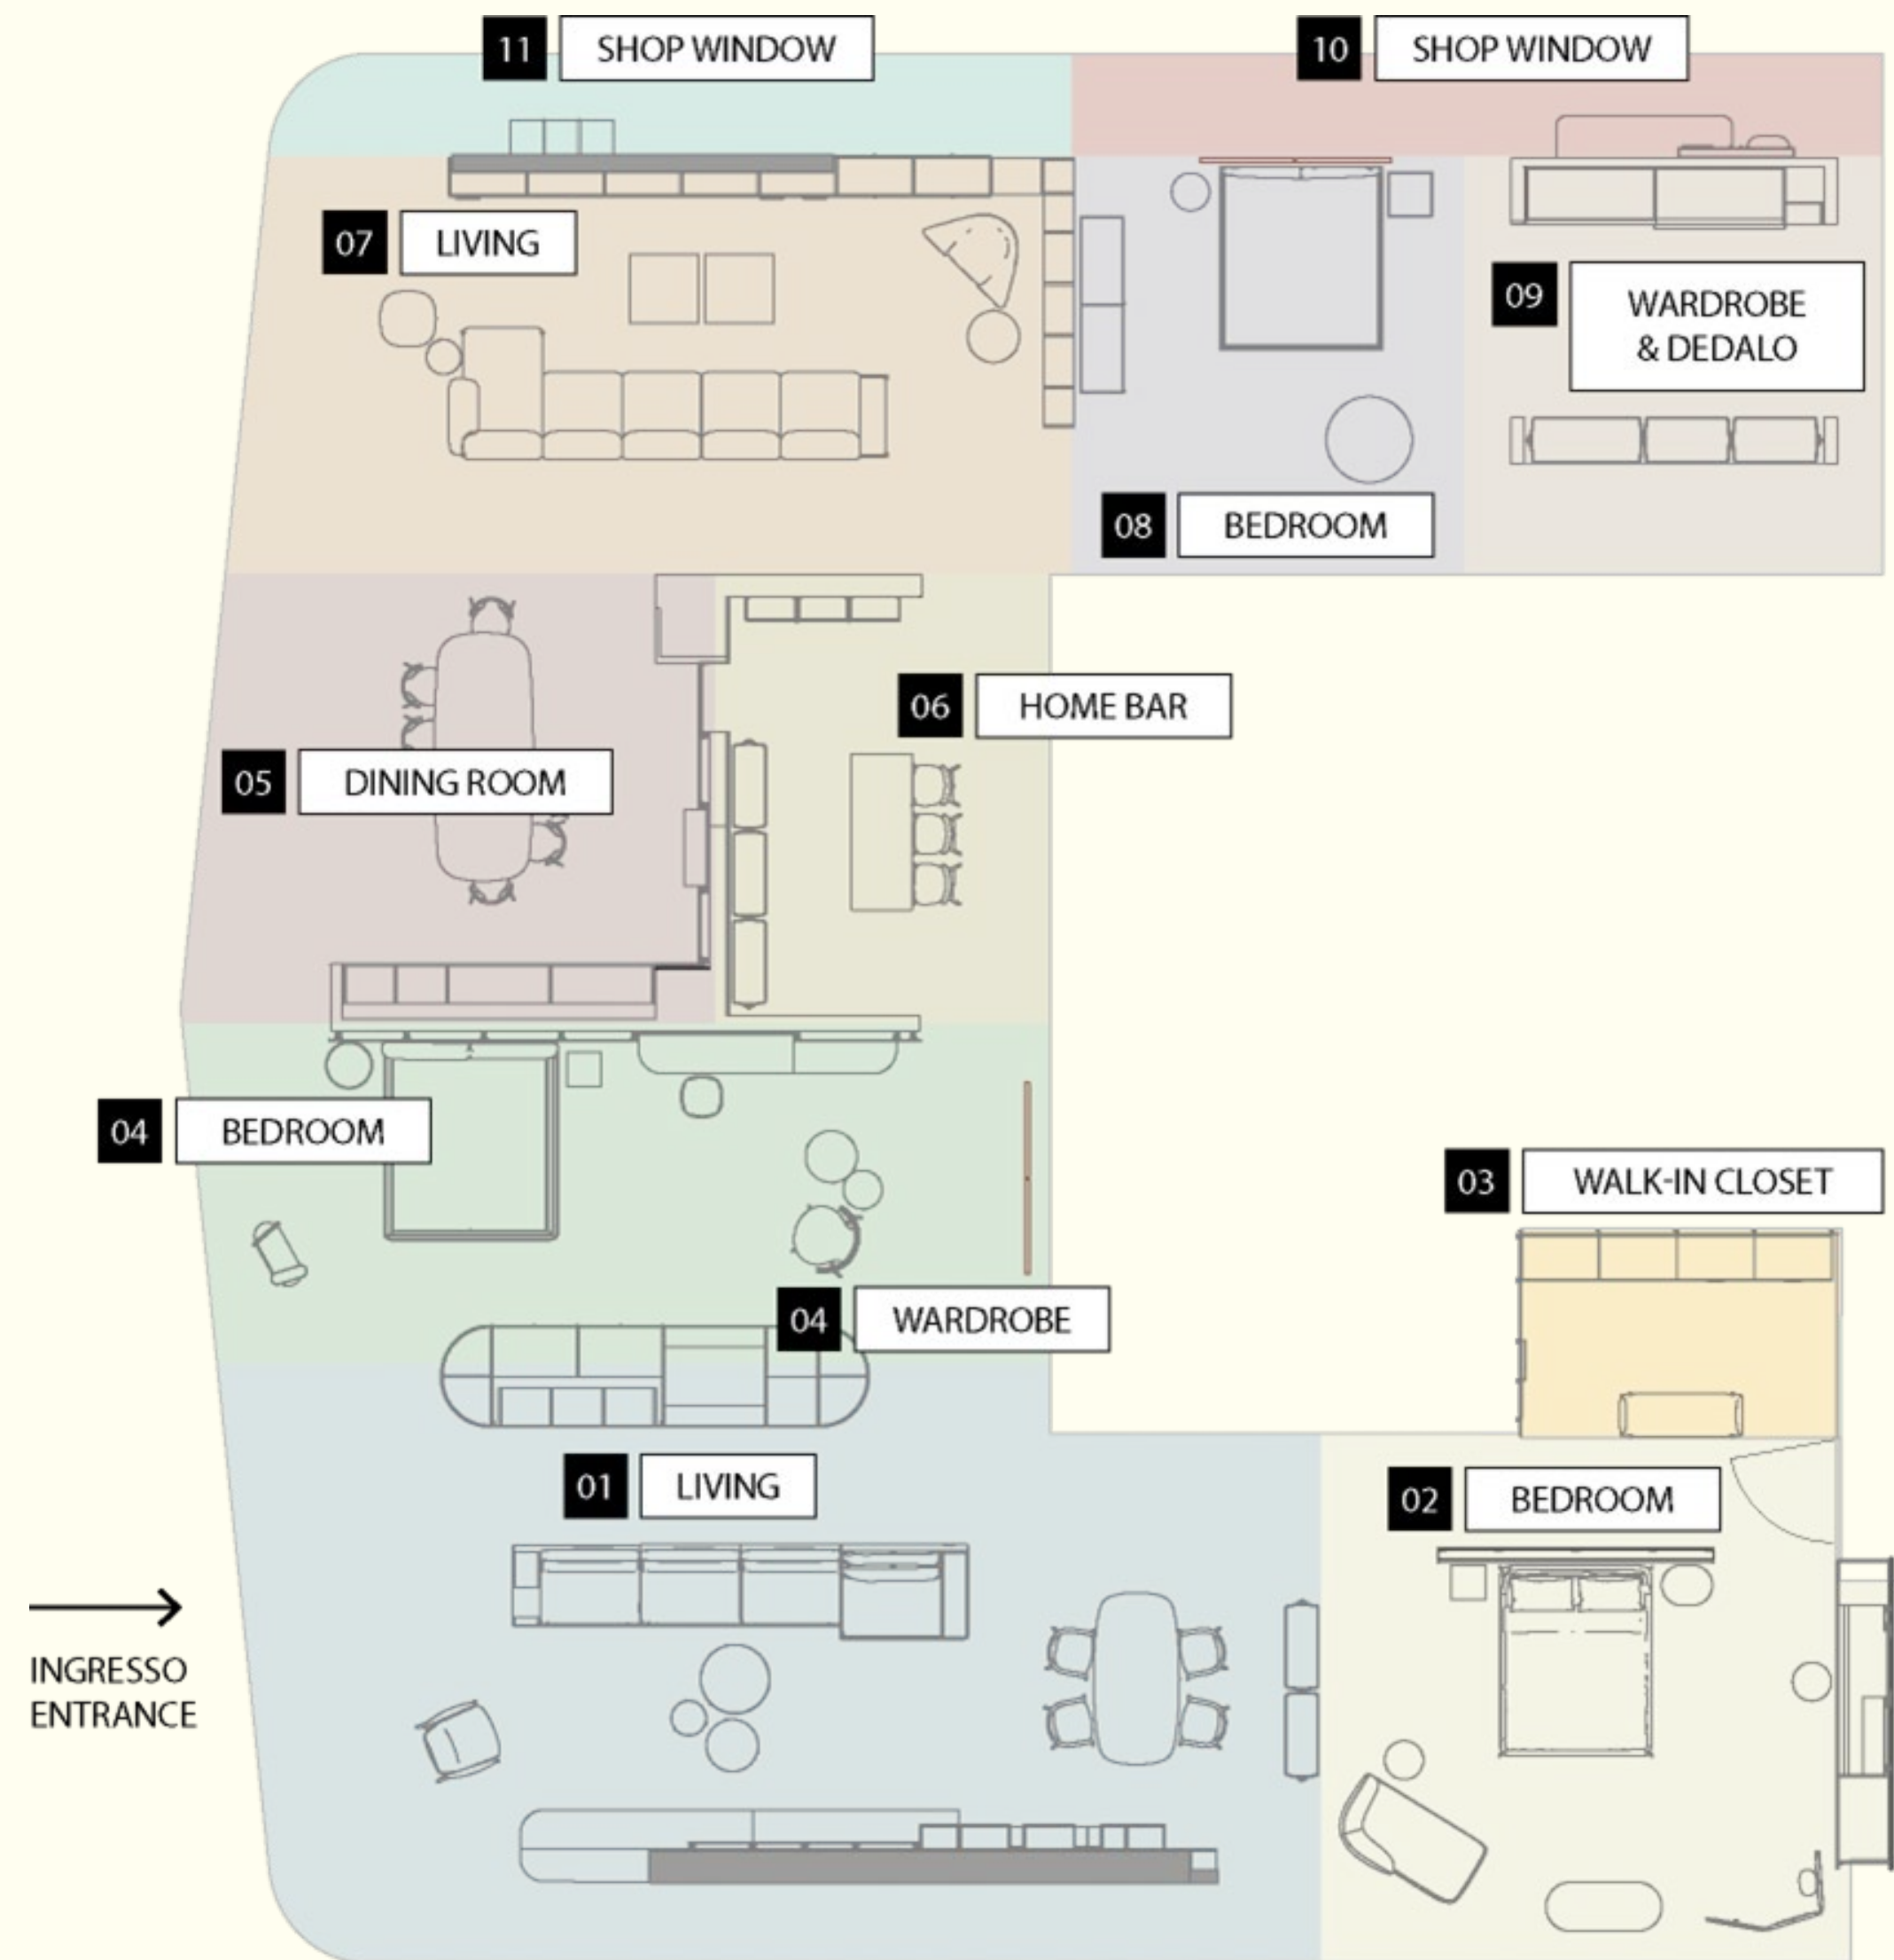 11 SHOP WINDOW
10 SHOP WINDOW
07 LIVING
09 WARDROBE
& DEDALO
08 BEDROOM
06 HOME BAR
05 DINING ROOM
04 BEDROOM
03 WALK-IN CLOSET
04 WARDROBE
01 LIVING
02 BEDROOM
INGRESSO
ENTRANCE